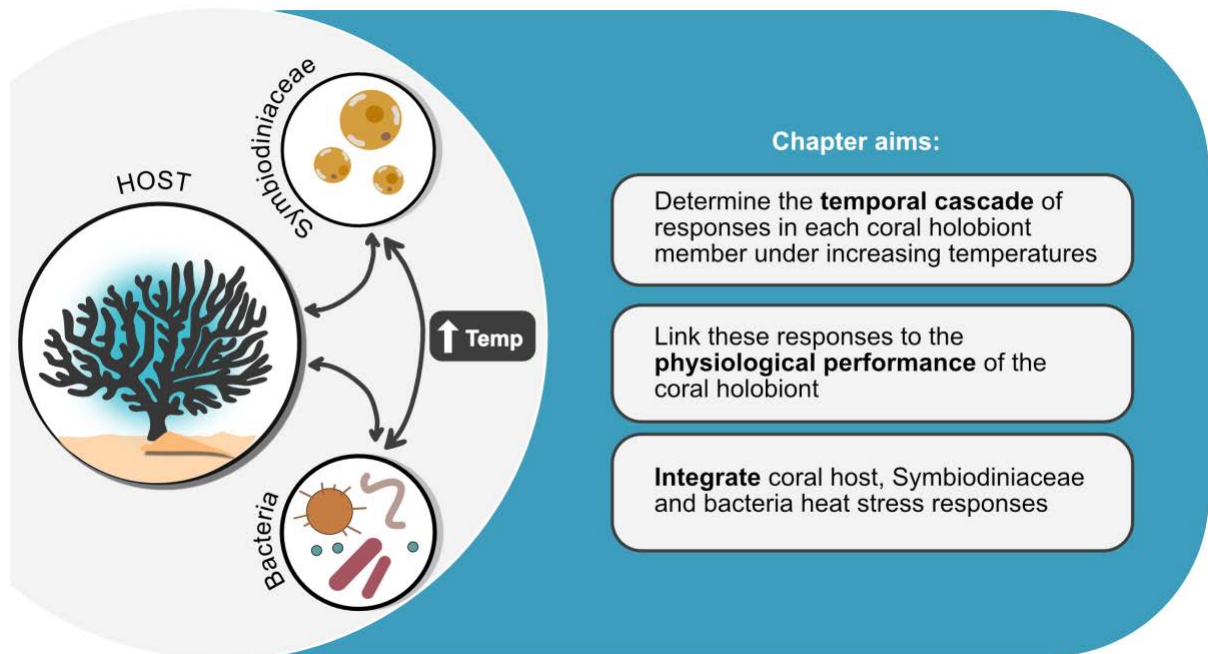 HOST
Symbiodiniaceae
Bacteria
↑ Temp
Chapter aims:
Determine the temporal cascade of
responses in each coral holobiont
member under increasing temperatures
Link these responses to the
physiological performance of the
coral holobiont
Integrate coral host, Symbiodiniaceae
and bacteria heat stress responses